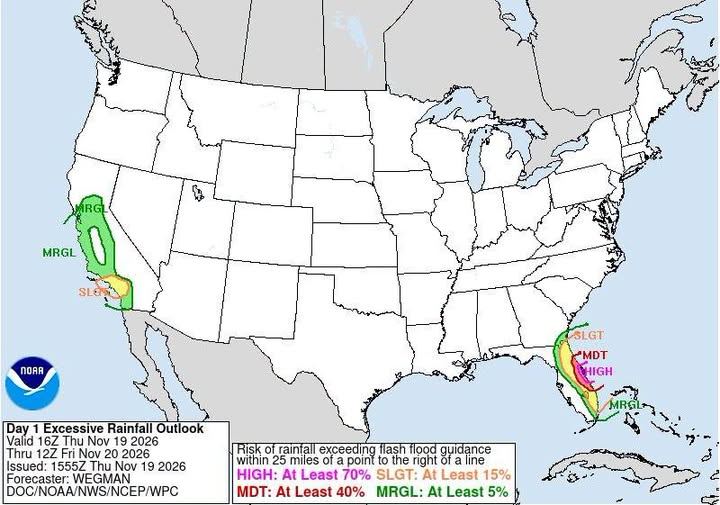 MRGL
MRGL
SLGT
SLGT
MDT
HIGH
MRGL
NOAA
Day 1 Excessive Rainfall Outlook
Valid 16Z Thu Nov 19 2026
Thru 12Z Fri Nov 20 2026
Issued: 1555Z Thu Nov 19 2026
Forecaster: WEGMAN
DOC/NOAA/NWS/NCEP/WPC
Risk of rainfall exceeding flash flood guidance
within 25 miles of a point to the right of a line
HIGH: At Least 70% SLGT: At Least 15%
MDT: At Least 40% MRGL: At Least 5%